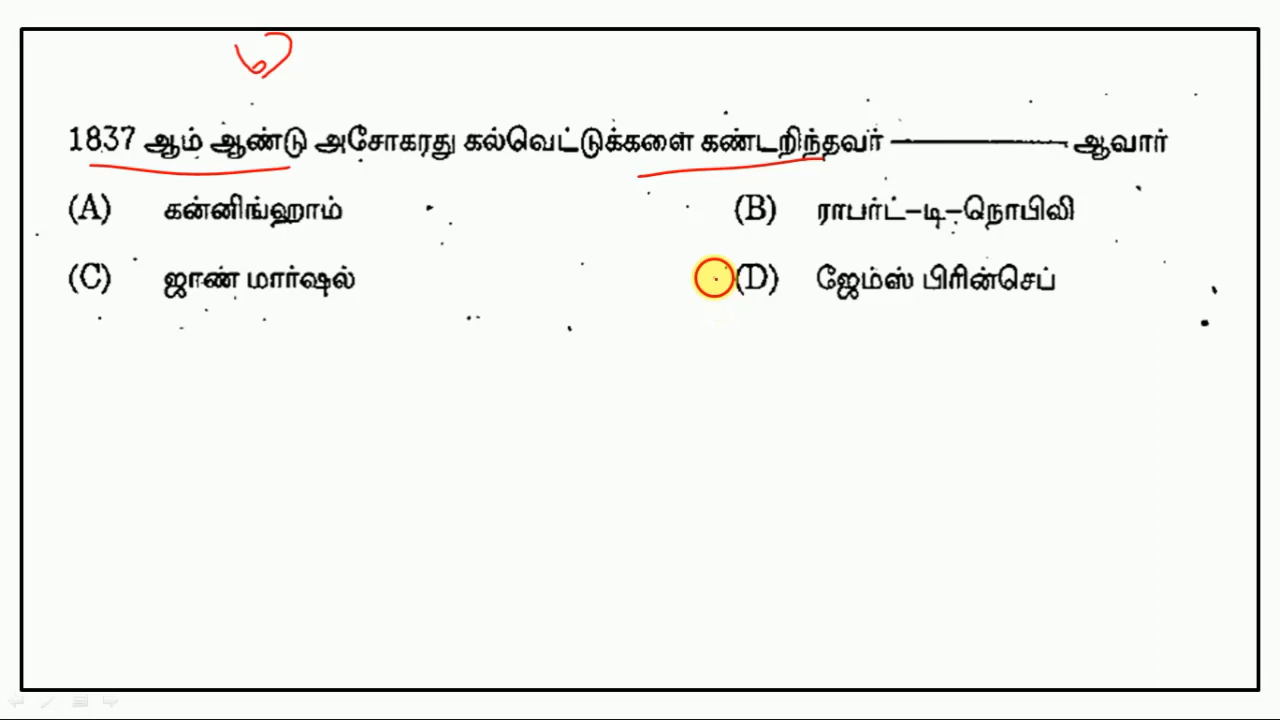 1837 ஆம் ஆண்டு அசோகரது கல்வெட்டுக்களை கண்டறிந்தவர் ———— ஆவார்
(A) கன்னிங்ஹாம் (B) ராபர்ட்-டி-நொபிலி
(C) ஜாண் மார்ஷல் (D) ஜேம்ஸ் பிரின்செப்